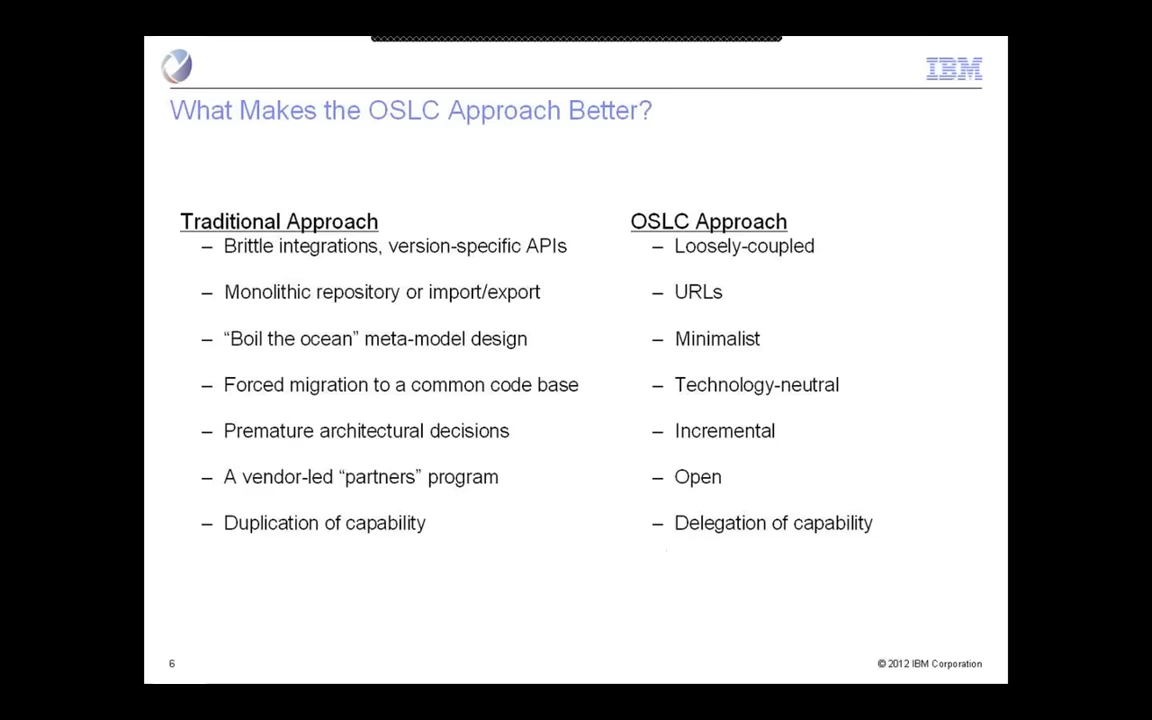 IBM
What Makes the OSLC Approach Better?
Traditional Approach
– Brittle integrations, version-specific APIs
– Monolithic repository or import/export
– “Boil the ocean” meta-model design
– Forced migration to a common code base
– Premature architectural decisions
– A vendor-led “partners” program
– Duplication of capability
OSLC Approach
– Loosely-coupled
– URLs
– Minimalist
– Technology-neutral
– Incremental
– Open
– Delegation of capability
6
© 2012 IBM Corporation